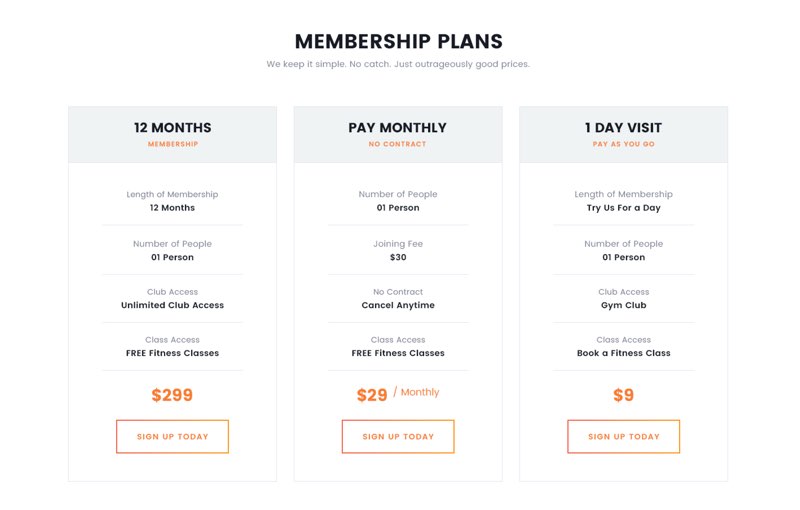 MEMBERSHIP PLANS
We keep it simple. No catch. Just outrageously good prices.
12 MONTHS
MEMBERSHIP
Length of Membership
12 Months
Number of People
01 Person
Club Access
Unlimited Club Access
Class Access
FREE Fitness Classes
$299
SIGN UP TODAY
PAY MONTHLY
NO CONTRACT
Number of People
01 Person
Joining Fee
$30
No Contract
Cancel Anytime
Class Access
FREE Fitness Classes
$29 / Monthly
SIGN UP TODAY
1 DAY VISIT
PAY AS YOU GO
Length of Membership
Try Us For a Day
Number of People
01 Person
Club Access
Gym Club
Class Access
Book a Fitness Class
$9
SIGN UP TODAY